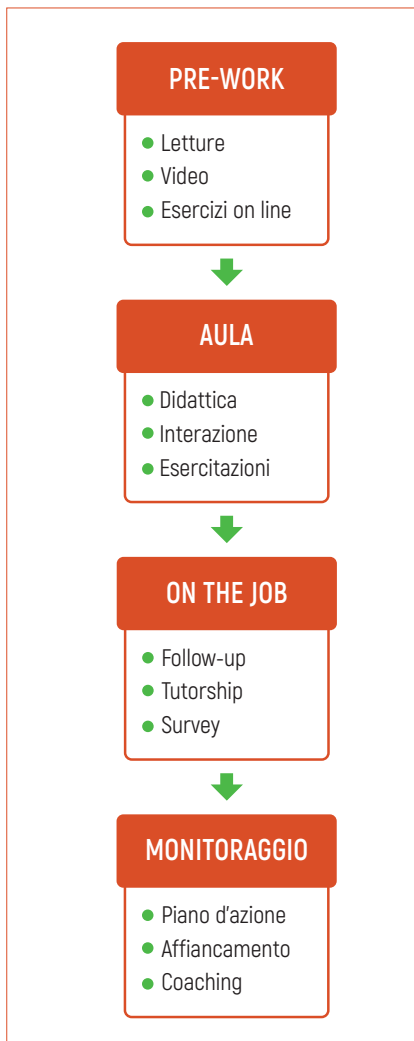 PRE-WORK
Letture
Video
Esercizi on line
AULA
Didattica
Interazione
Esercitazioni
ON THE JOB
Follow-up
Tutorship
Survey
MONITORAGGIO
Piano d'azione
Affiancamento
Coaching